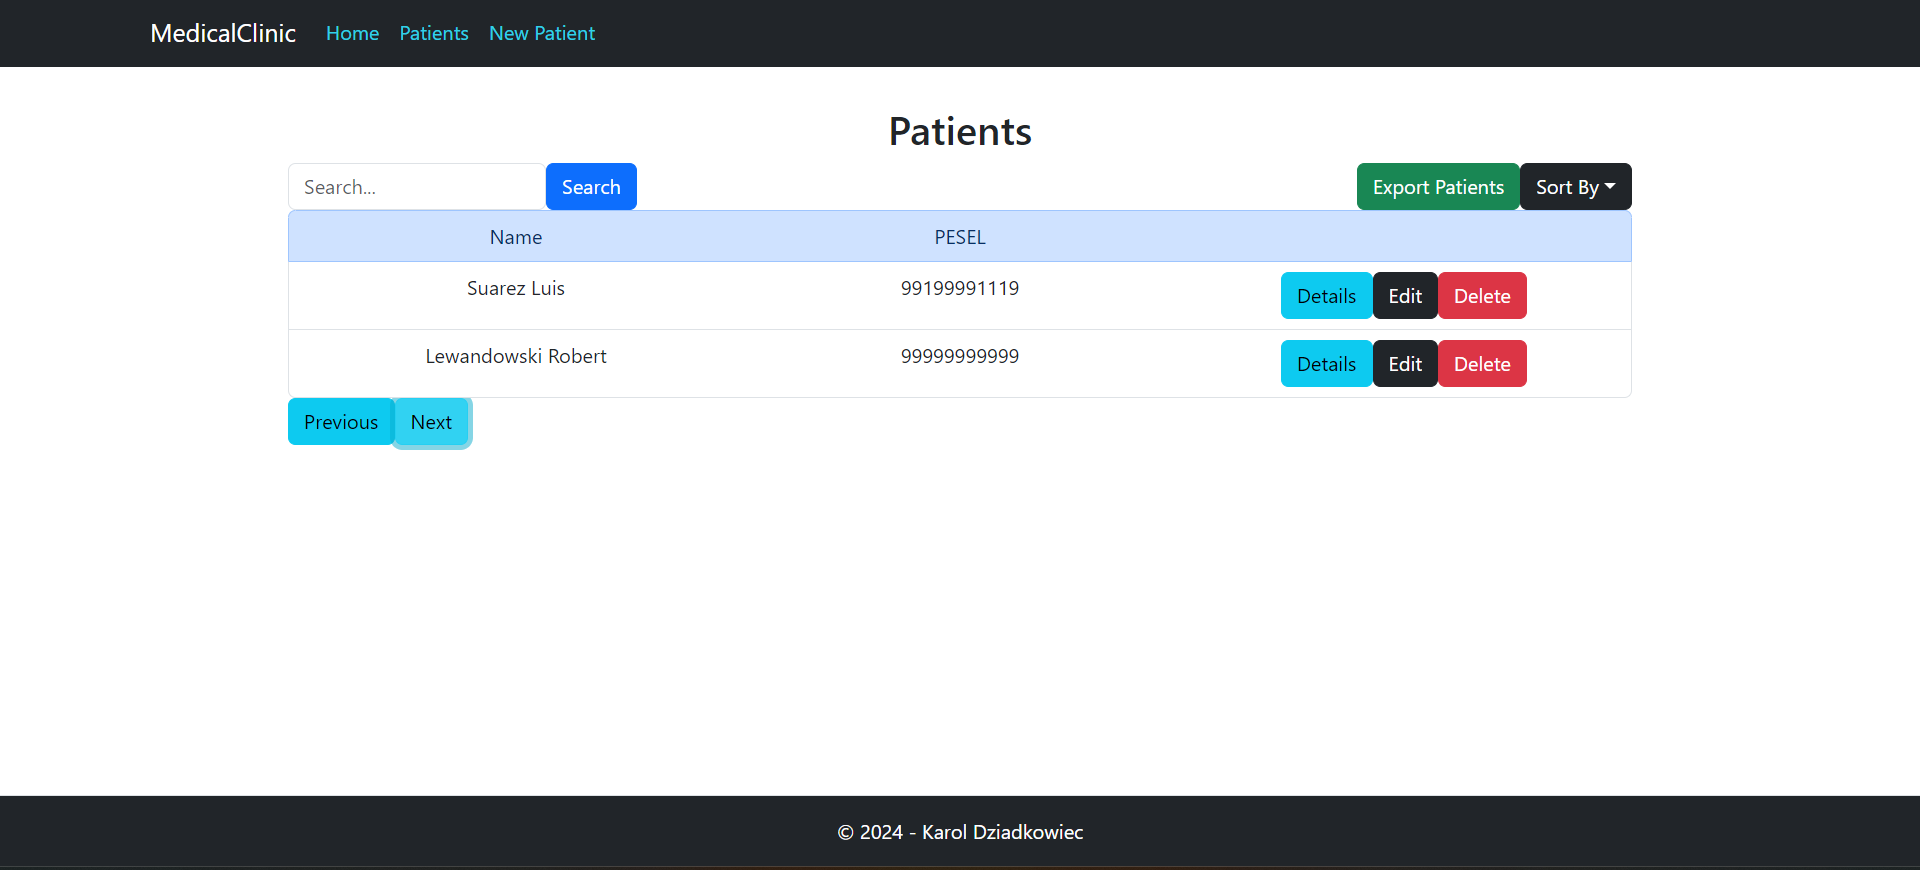 MedicalClinic Home Patients New Patient
Patients
Search... Search Export Patients Sort By
Name PESEL
Suarez Luis 99199991119 Details Edit Delete
Lewandowski Robert 99999999999 Details Edit Delete
Previous Next
© 2024 - Karol Dziadkowiec